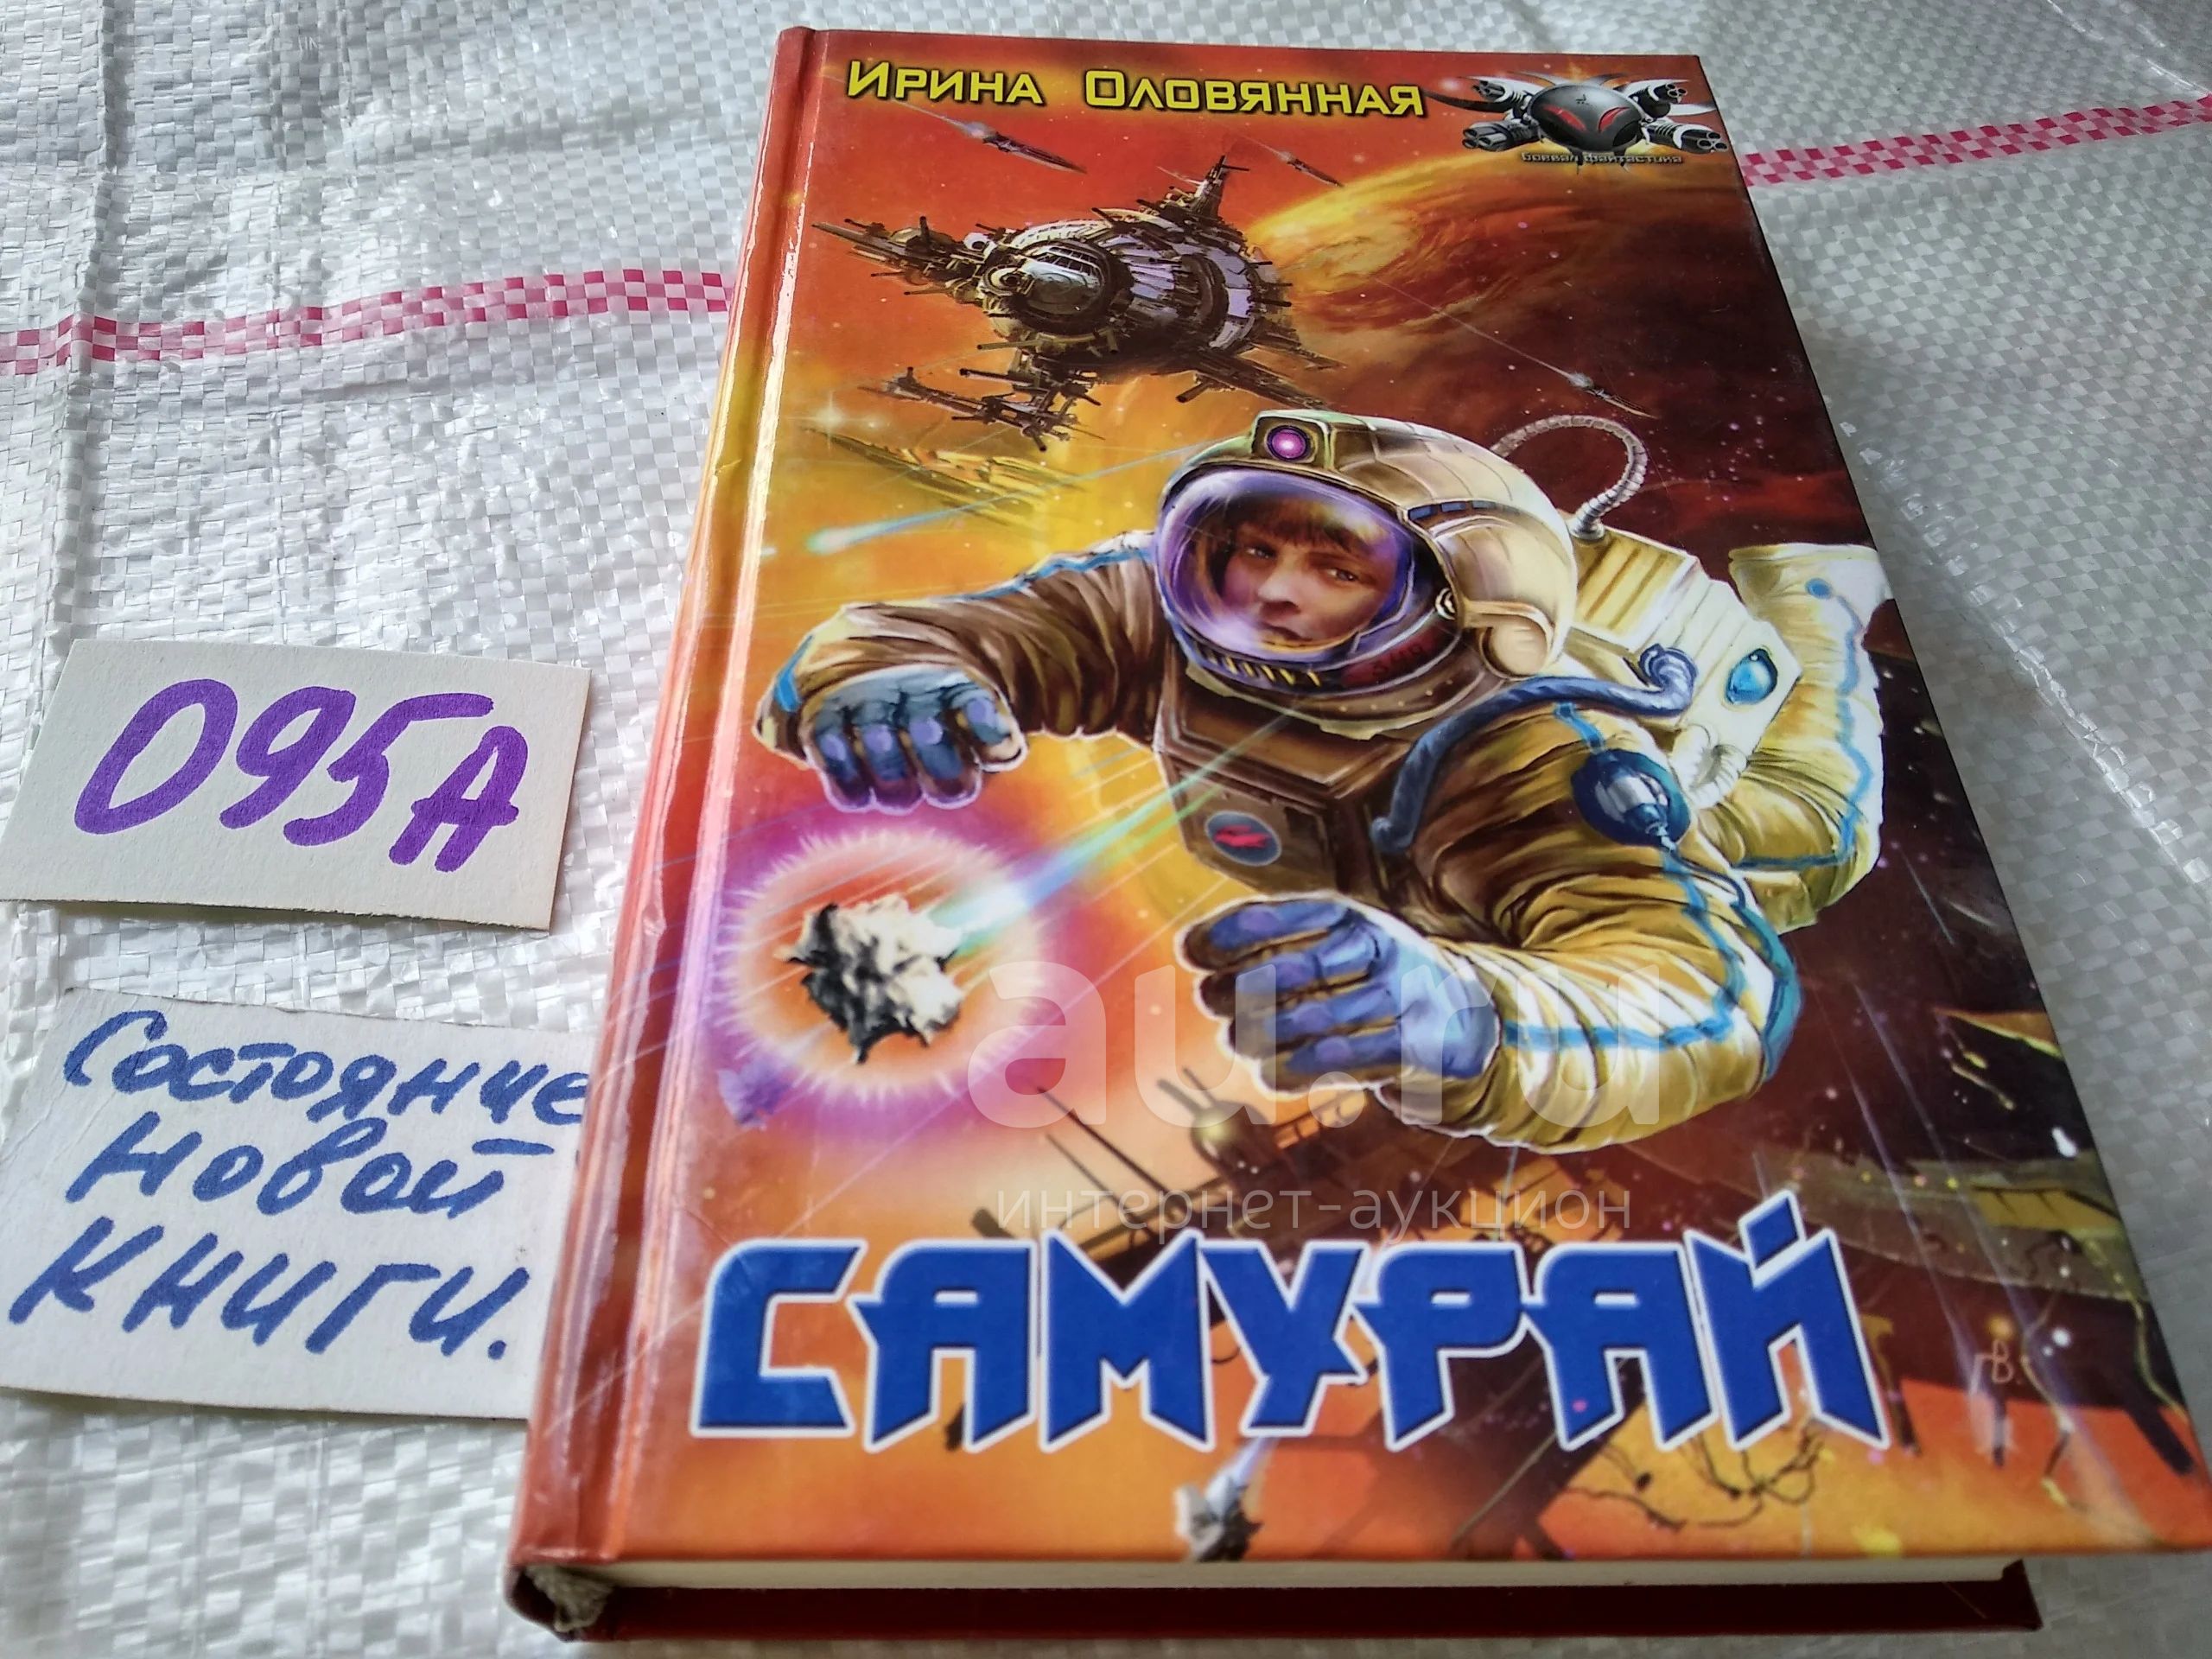 Ирина Оловянная
боевая фантастика
095А
Состояние
новой
книги.
au.ru
интернет-аукцион
САМУРАЙ